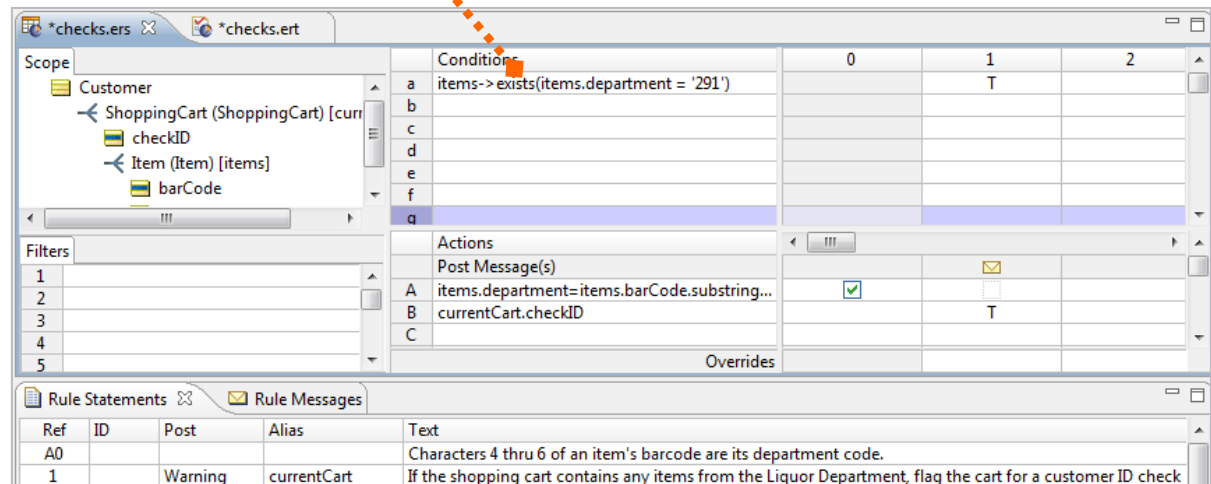 *checks.ers *checks.ert
Scope
Customer
ShoppingCart (ShoppingCart) [curr
checkID
Item (Item) [items]
barCode
Filters
1
2
3
4
5
Conditions 0 1 2
a items->exists(items.department = '291') T
b
c
d
e
f
g
Actions
Post Message(s)
A items.department=items.barCode.substring...
B currentCart.checkID T
C
Overrides
Rule Statements Rule Messages
Ref ID Post Alias Text
A0 Characters 4 thru 6 of an item's barcode are its department code.
1 Warning currentCart If the shopping cart contains any items from the Liquor Department, flag the cart for a customer ID check